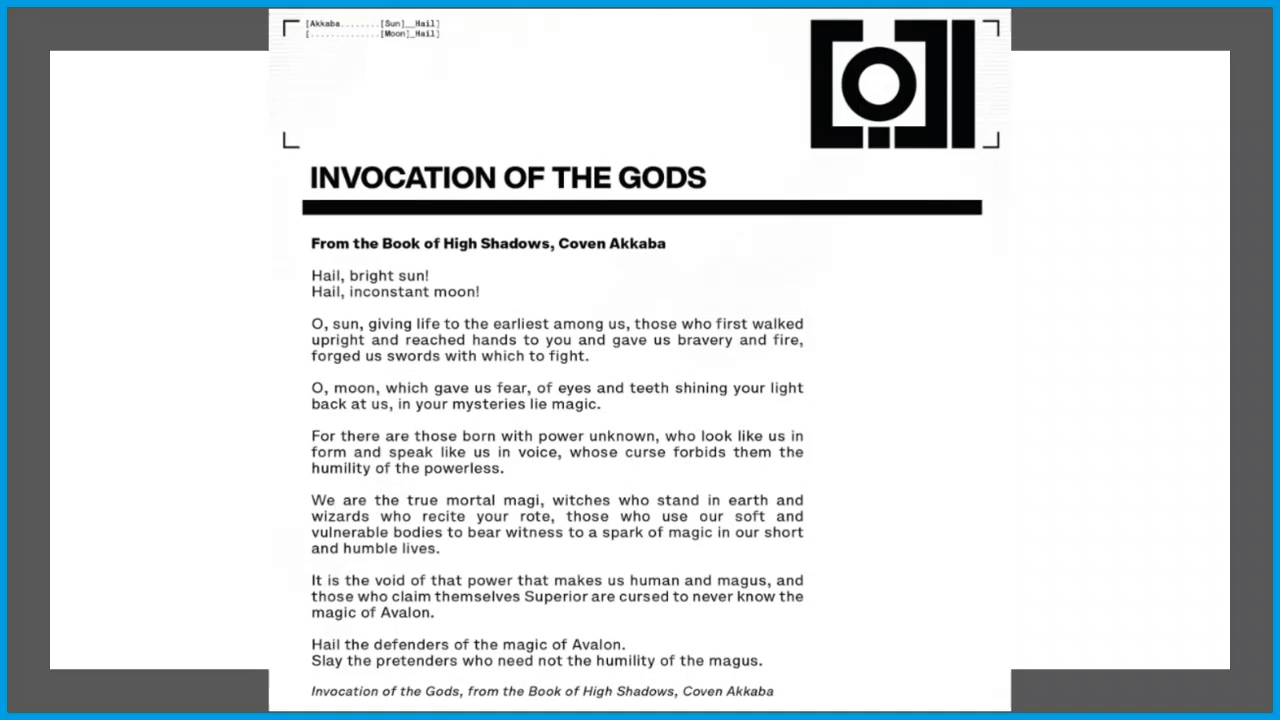 [Akkaba........[Sun]__Hail]
[..............[Moon]_Hail]
INVOCATION OF THE GODS
From the Book of High Shadows, Coven Akkaba
Hail, bright sun!
Hail, inconstant moon!
O, sun, giving life to the earliest among us, those who first walked
upright and reached hands to you and gave us bravery and fire,
forged us swords with which to fight.
O, moon, which gave us fear, of eyes and teeth shining your light
back at us, in your mysteries lie magic.
For there are those born with power unknown, who look like us in
form and speak like us in voice, whose curse forbids them the
humility of the powerless.
We are the true mortal magi, witches who stand in earth and
wizards who recite your rote, those who use our soft and
vulnerable bodies to bear witness to a spark of magic in our short
and humble lives.
It is the void of that power that makes us human and magus, and
those who claim themselves Superior are cursed to never know the
magic of Avalon.
Hail the defenders of the magic of Avalon.
Slay the pretenders who need not the humility of the magus.
Invocation of the Gods, from the Book of High Shadows, Coven Akkaba